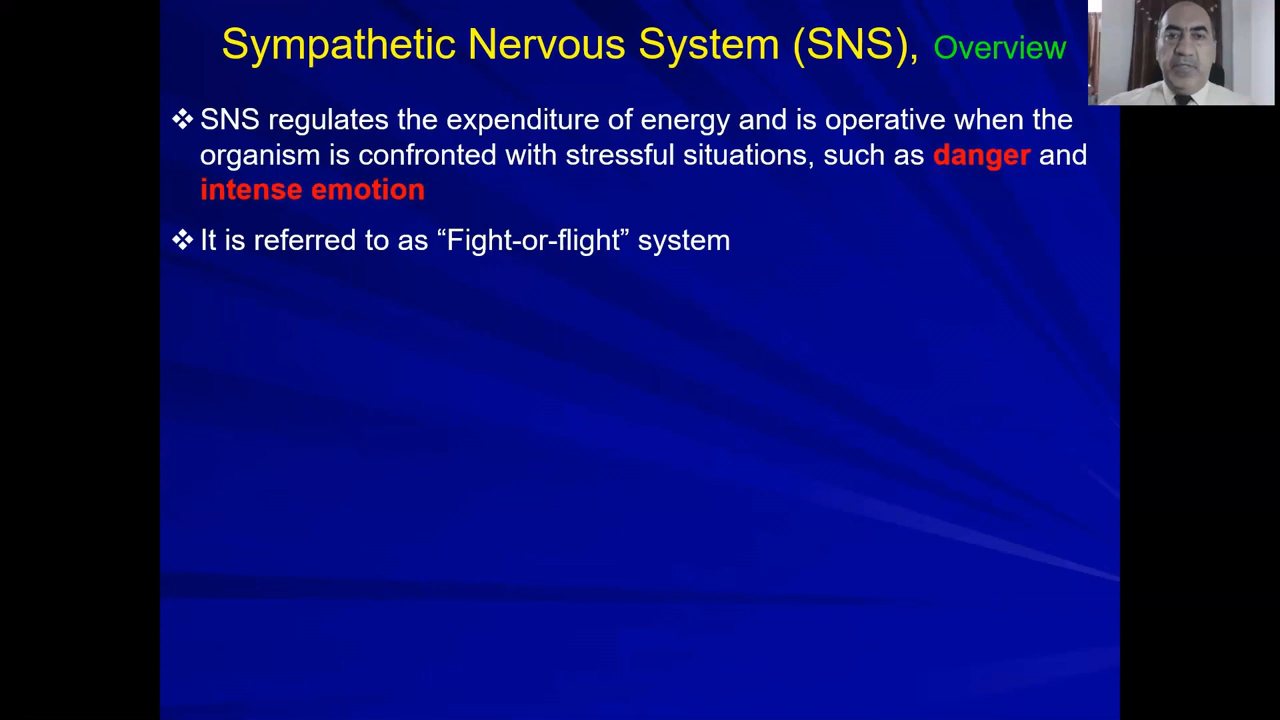 Sympathetic Nervous System (SNS), Overview
❖ SNS regulates the expenditure of energy and is operative when the
organism is confronted with stressful situations, such as danger and
intense emotion
❖ It is referred to as “Fight-or-flight” system